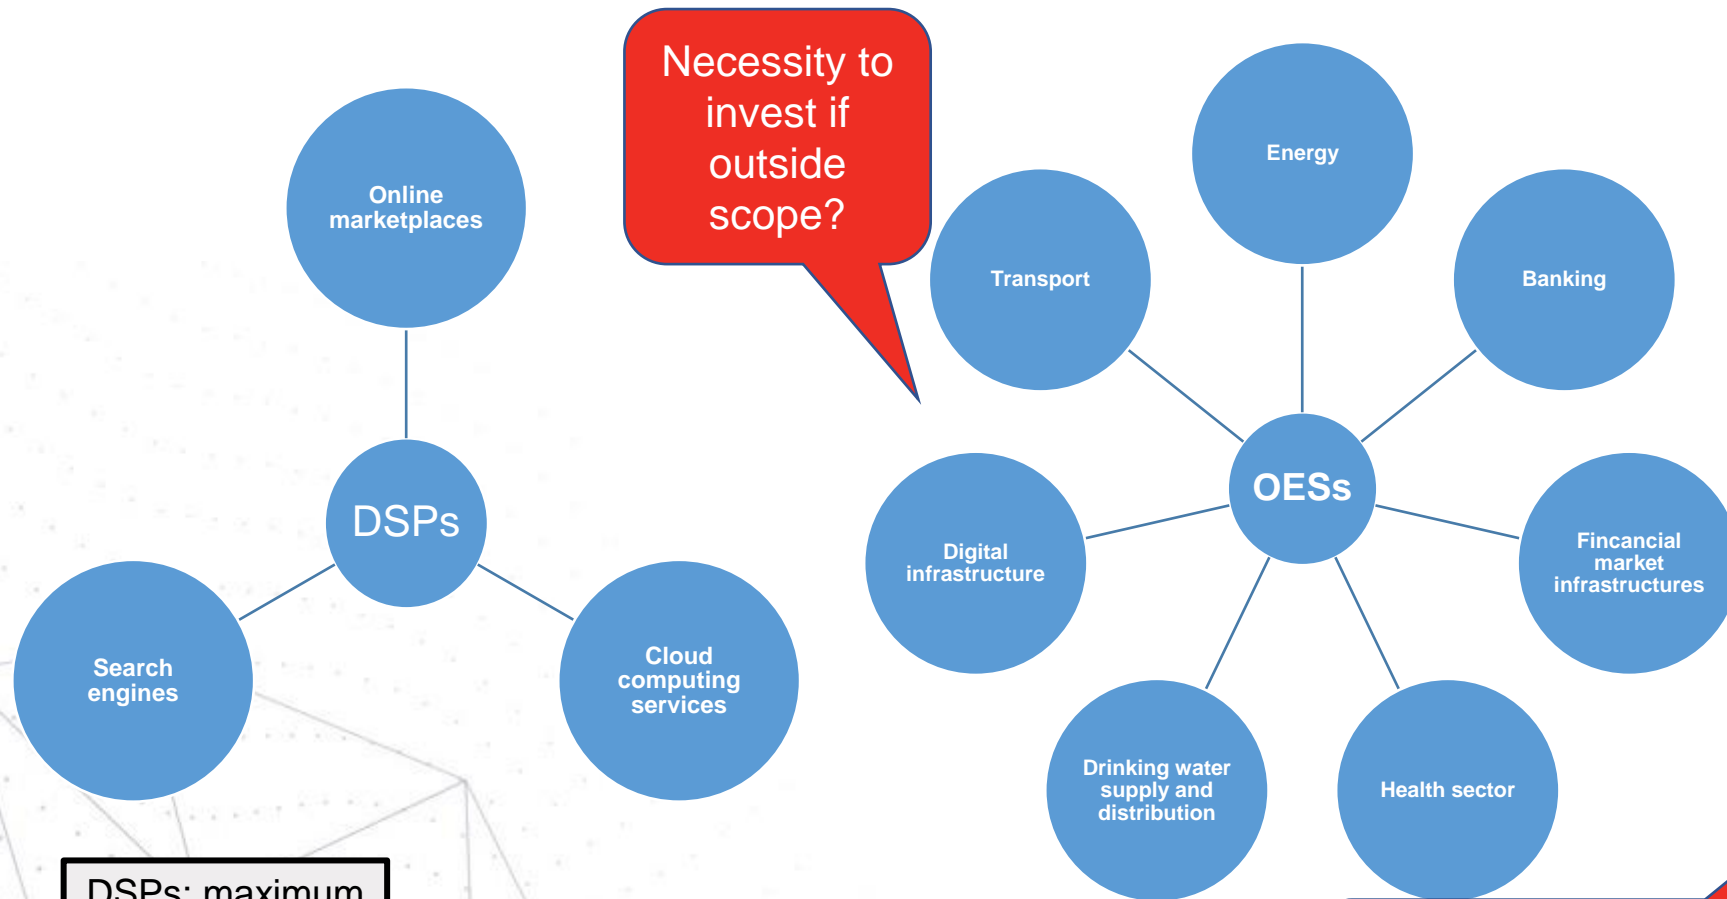 Necessity to
invest if
outside
scope?
Online
marketplaces
DSPs
Search
engines
Cloud
computing
services
DSPs: maximum
Energy
Transport
Banking
OESs
Digital
infrastructure
Fincancial
market
infrastructures
Drinking water
supply and
distribution
Health sector